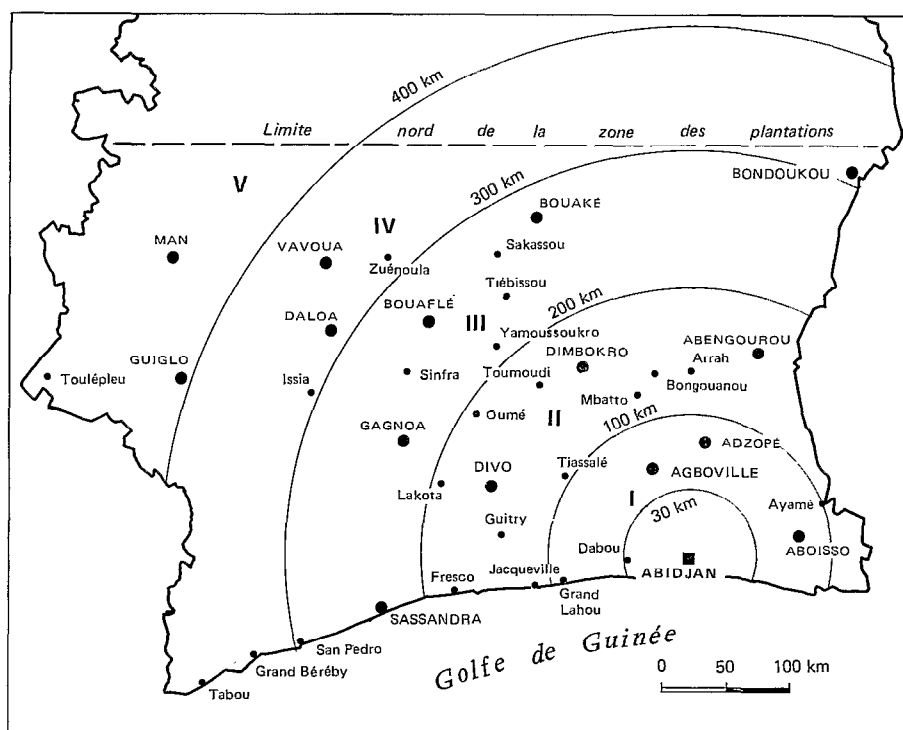 400 km
Limite nord de la zone des plantations
V
BONDOUKOU
300 km
BOUAKÉ
IV
MAN
VAVOUA
Zuénoula
Sakassou
Tiébissou
200 km
DALOA
BOUAFLÉ
III
Yamoussoukro
DIMBOKRO
ABENGOUROU
Arrah
GUIGLO
Toulépleu
Issia
Sinfra
Toumoudi
Bongouanou
Mbatto
Oumé
II
100 km
GAGNOA
ADZOPÉ
DIVO
Tiassalé
AGBOVILLE
Lakota
I
30 km
Ayamé
Guitry
Dabou
ABOISSO
Fresco
Jacqueville
ABIDJAN
Grand
Lahou
SASSANDRA
San Pedro
Grand Béréby
Tabou
Golfe de Guinée
0 50 100 km